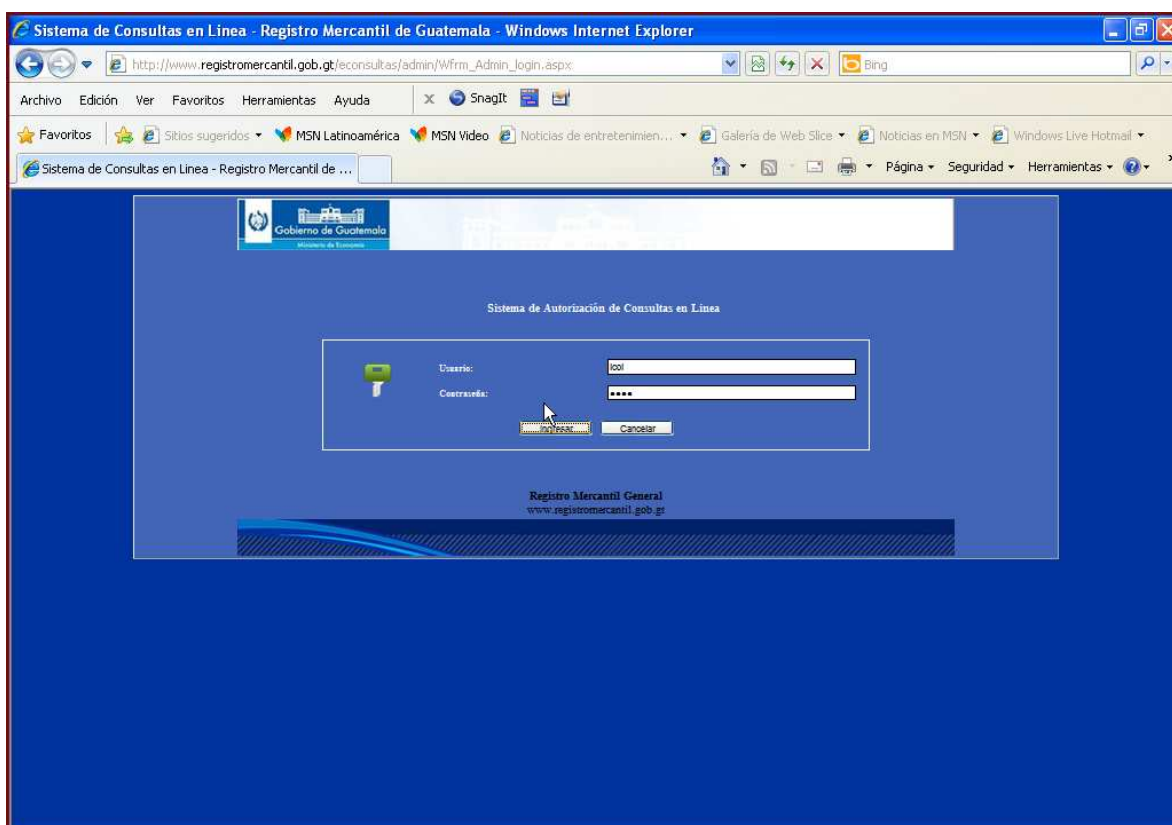 Sistema de Consultas en Linea - Registro Mercantil de Guatemala - Windows Internet Explorer
http://www.registromercantil.gob.gt/econsultas/admin/Wfrm_Admin_login.aspx
Bing
Archivo Edición Ver Favoritos Herramientas Ayuda x SnagIt
Favoritos Sitios sugeridos MSN Latinoamérica MSN Video Noticias de entretenimien... Galería de Web Slice Noticias en MSN Windows Live Hotmail
Sistema de Consultas en Linea - Registro Mercantil de ... Página Seguridad Herramientas
Gobierno de Guatemala
Ministerio de Economía
Sistema de Autorización de Consultas en Linea
Usuario: lcol
Contraseña: ••••
Ingresar Cancelar
Registro Mercantil General
www.registromercantil.gob.gt